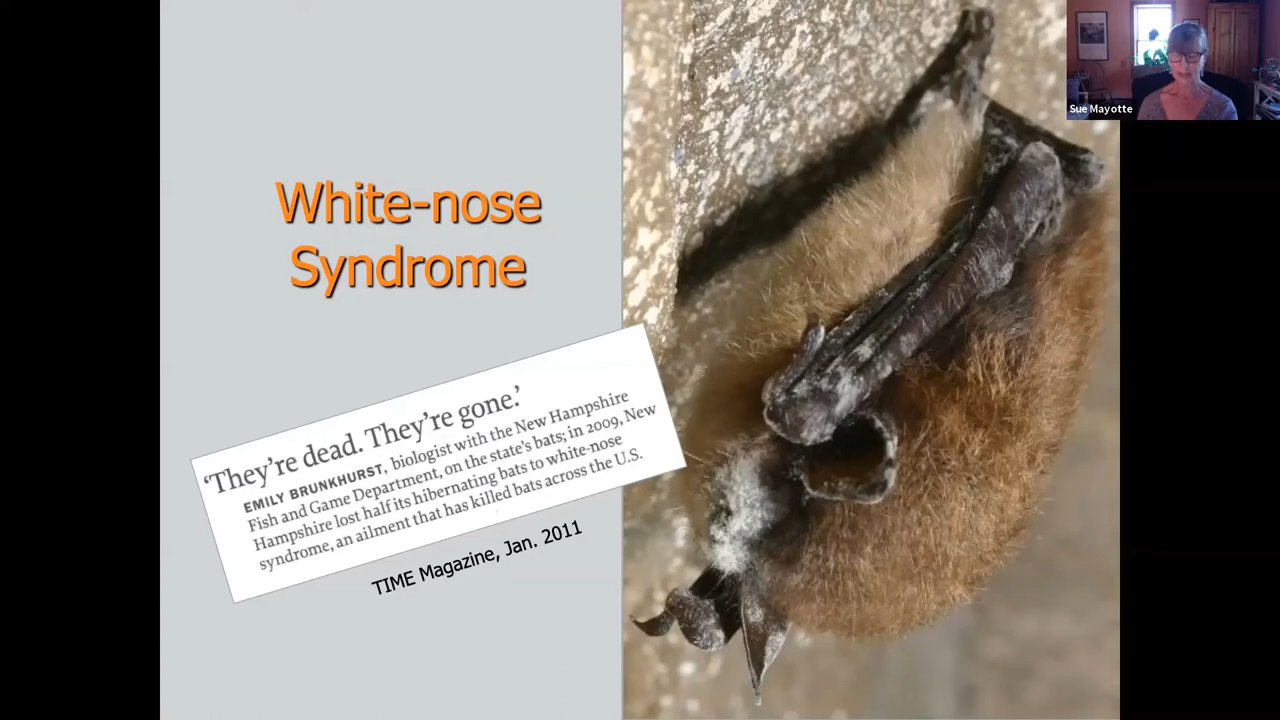 Sue Mayotte
White-nose
Syndrome
‘They’re dead. They’re gone.’
EMILY BRUNKHURST, biologist with the New Hampshire
Fish and Game Department, on the state’s bats; in 2009, New
Hampshire lost half its hibernating bats to white-nose
syndrome, an ailment that has killed bats across the U.S.
TIME Magazine, Jan. 2011